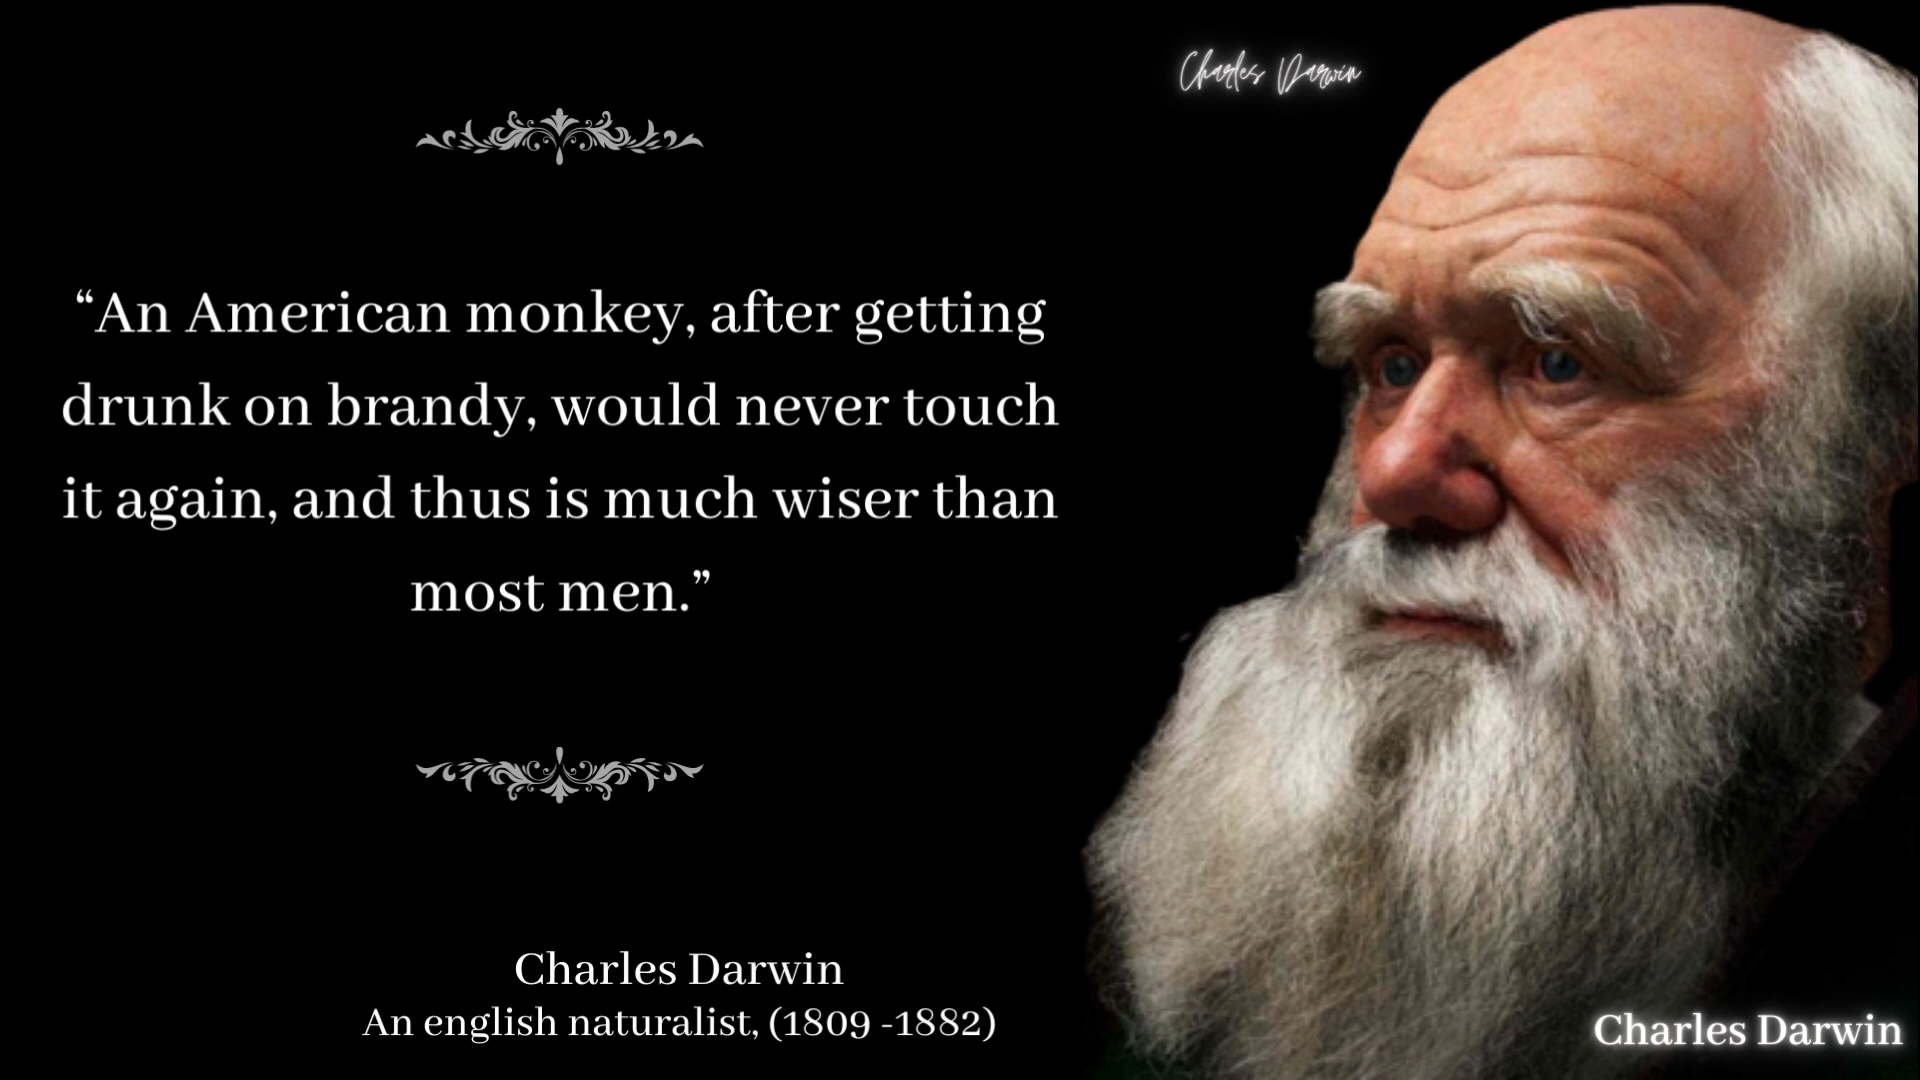 Charles Darwin
“An American monkey, after getting
drunk on brandy, would never touch
it again, and thus is much wiser than
most men.”
Charles Darwin
An english naturalist, (1809 -1882)
Charles Darwin